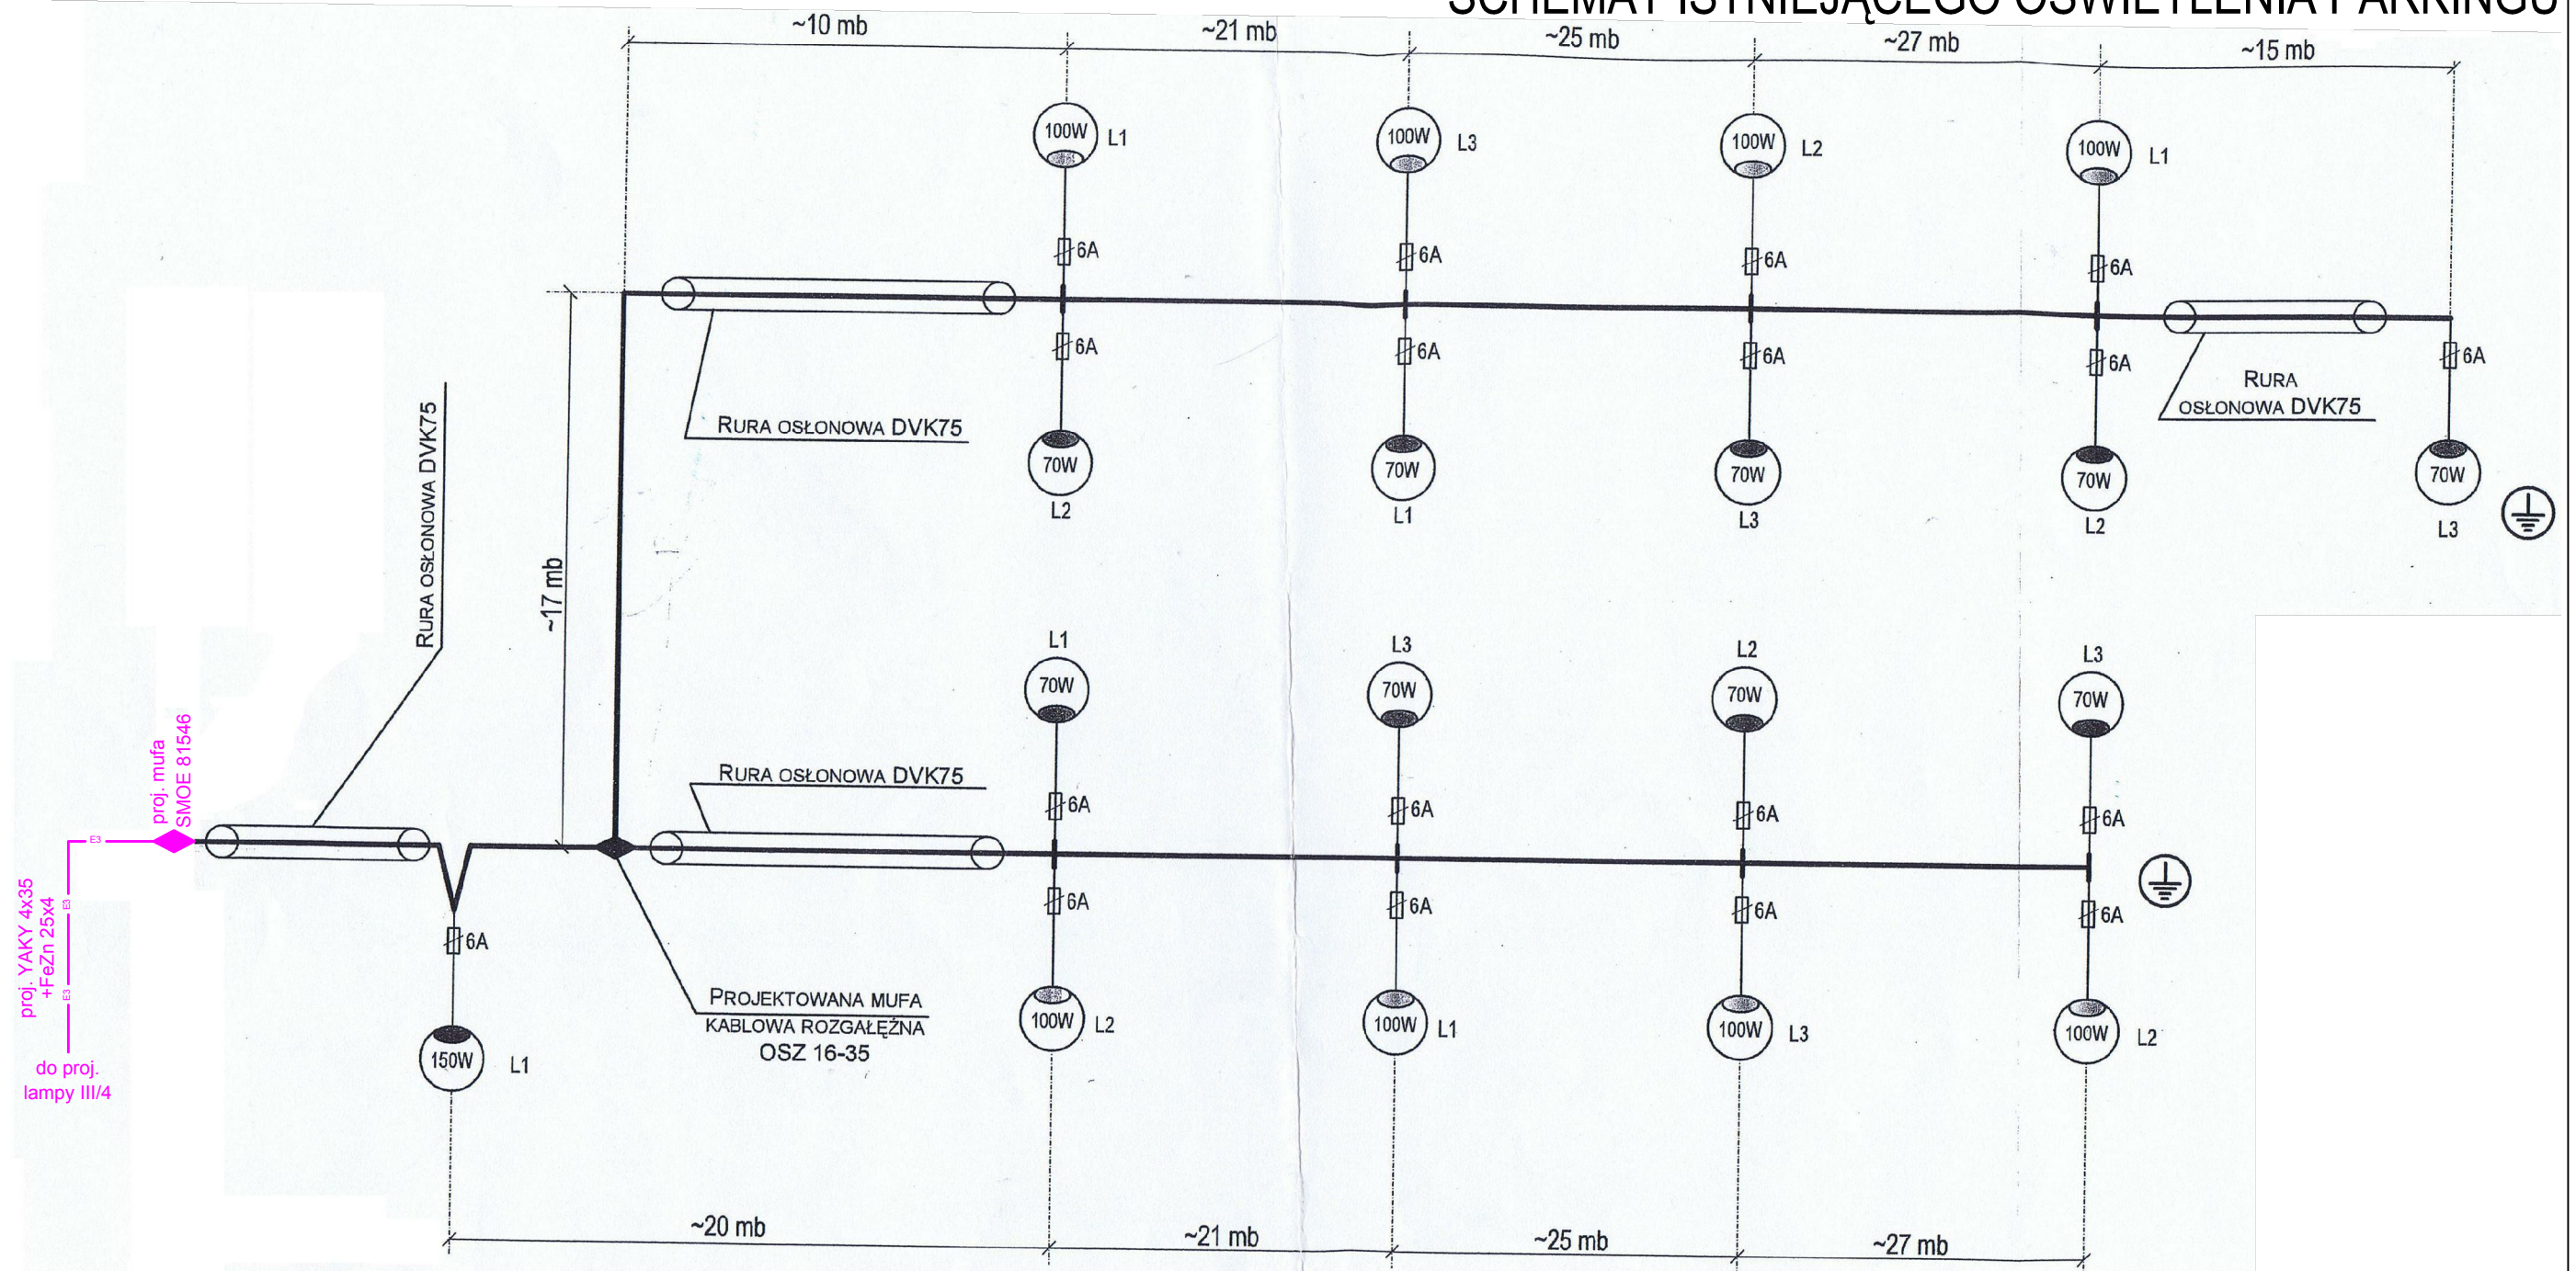 SCHEMAT ISTNIEJĄCEGO OŚWIETLENIA PARKINGU
~10 mb
~21 mb
~25 mb
~27 mb
~15 mb
100W L1
100W L3
100W L2
100W L1
6A
6A
6A
6A
6A
6A
6A
6A
6A
RURA OSŁONOWA DVK75
RURA
OSŁONOWA DVK75
70W
L2
70W
L1
70W
L3
70W
L2
70W
L3
RURA OSŁONOWA DVK75
~17 mb
L1
70W
L3
70W
L2
70W
L3
70W
RURA OSŁONOWA DVK75
6A
6A
6A
6A
proj. mufa
SMOE 81546
E3
E3
E3
proj. YAKY 4x35
+FeZn 25x4
do proj.
lampy III/4
6A
150W L1
6A
6A
6A
6A
PROJEKTOWANA MUFA
KABLOWA ROZGAŁĘŹNA
OSZ 16-35
100W L2
100W L1
100W L3
100W L2
~20 mb
~21 mb
~25 mb
~27 mb